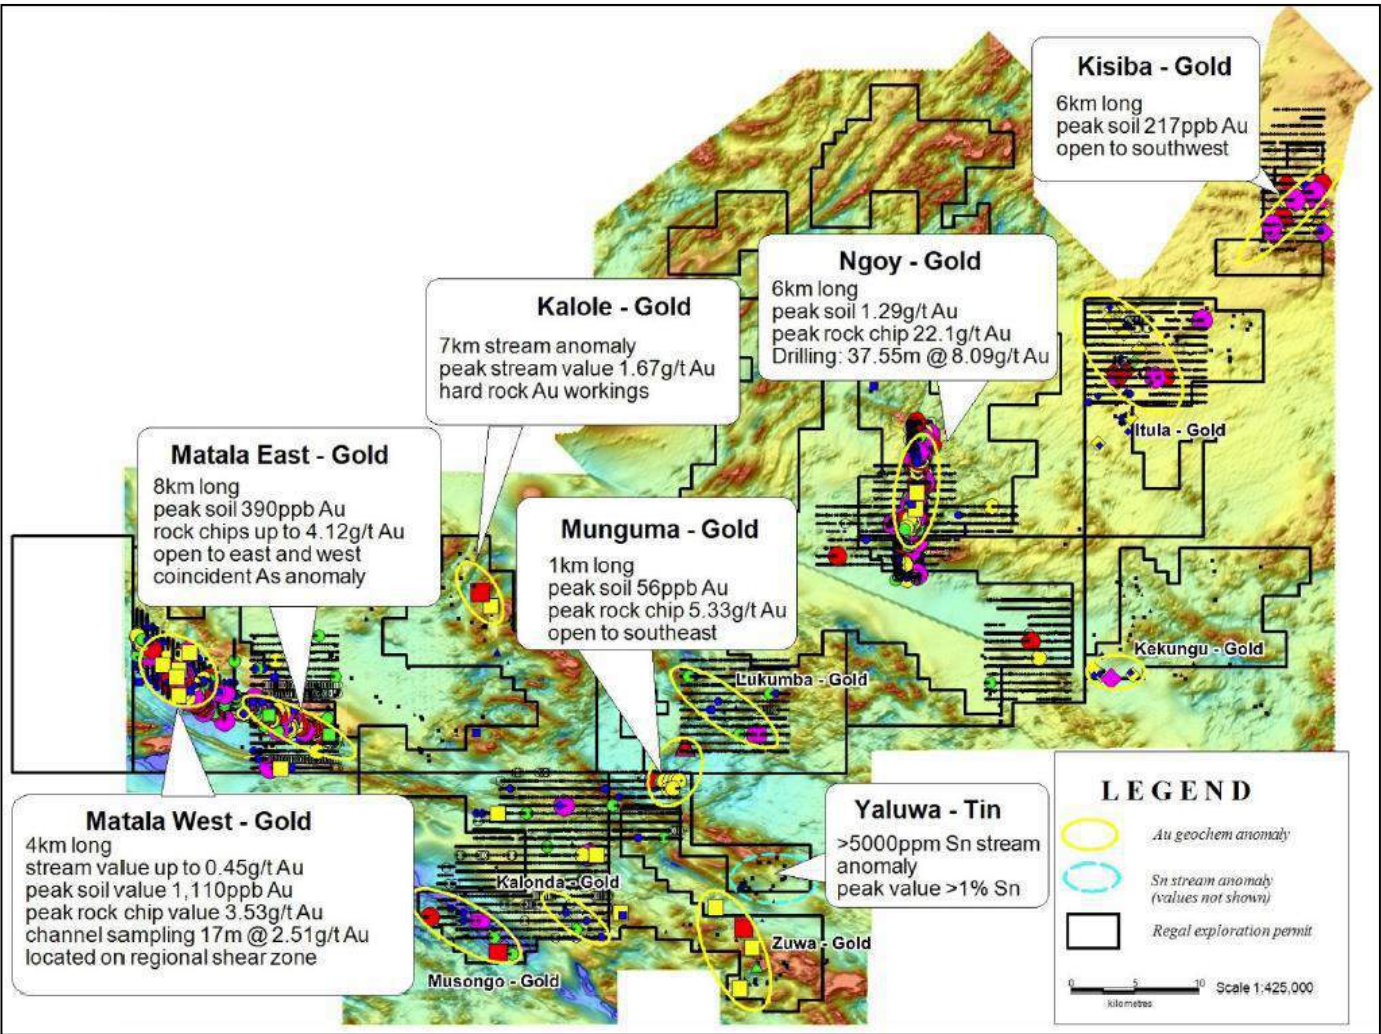 Kisiba - Gold
6km long
peak soil 217ppb Au
open to southwest
Ngoy - Gold
6km long
peak soil 1.29g/t Au
peak rock chip 22.1g/t Au
Drilling: 37.55m @ 8.09g/t Au
Kalole - Gold
7km stream anomaly
peak stream value 1.67g/t Au
hard rock Au workings
Matala East - Gold
8km long
peak soil 390ppb Au
rock chips up to 4.12g/t Au
open to east and west
coincident As anomaly
Munguma - Gold
1km long
peak soil 56ppb Au
peak rock chip 5.33g/t Au
open to southeast
Itula - Gold
Kekungu - Gold
Lukumba - Gold
Matala West - Gold
4km long
stream value up to 0.45g/t Au
peak soil value 1,110ppb Au
peak rock chip value 3.53g/t Au
channel sampling 17m @ 2.51g/t Au
located on regional shear zone
Yaluwa - Tin
>5000ppm Sn stream
anomaly
peak value >1% Sn
Kalonda - Gold
Zuwa - Gold
Musongo - Gold
LEGEND
Au geochem anomaly
Sn stream anomaly
(values not shown)
Regal exploration permit
0 5 10
kilometres
Scale 1:425,000